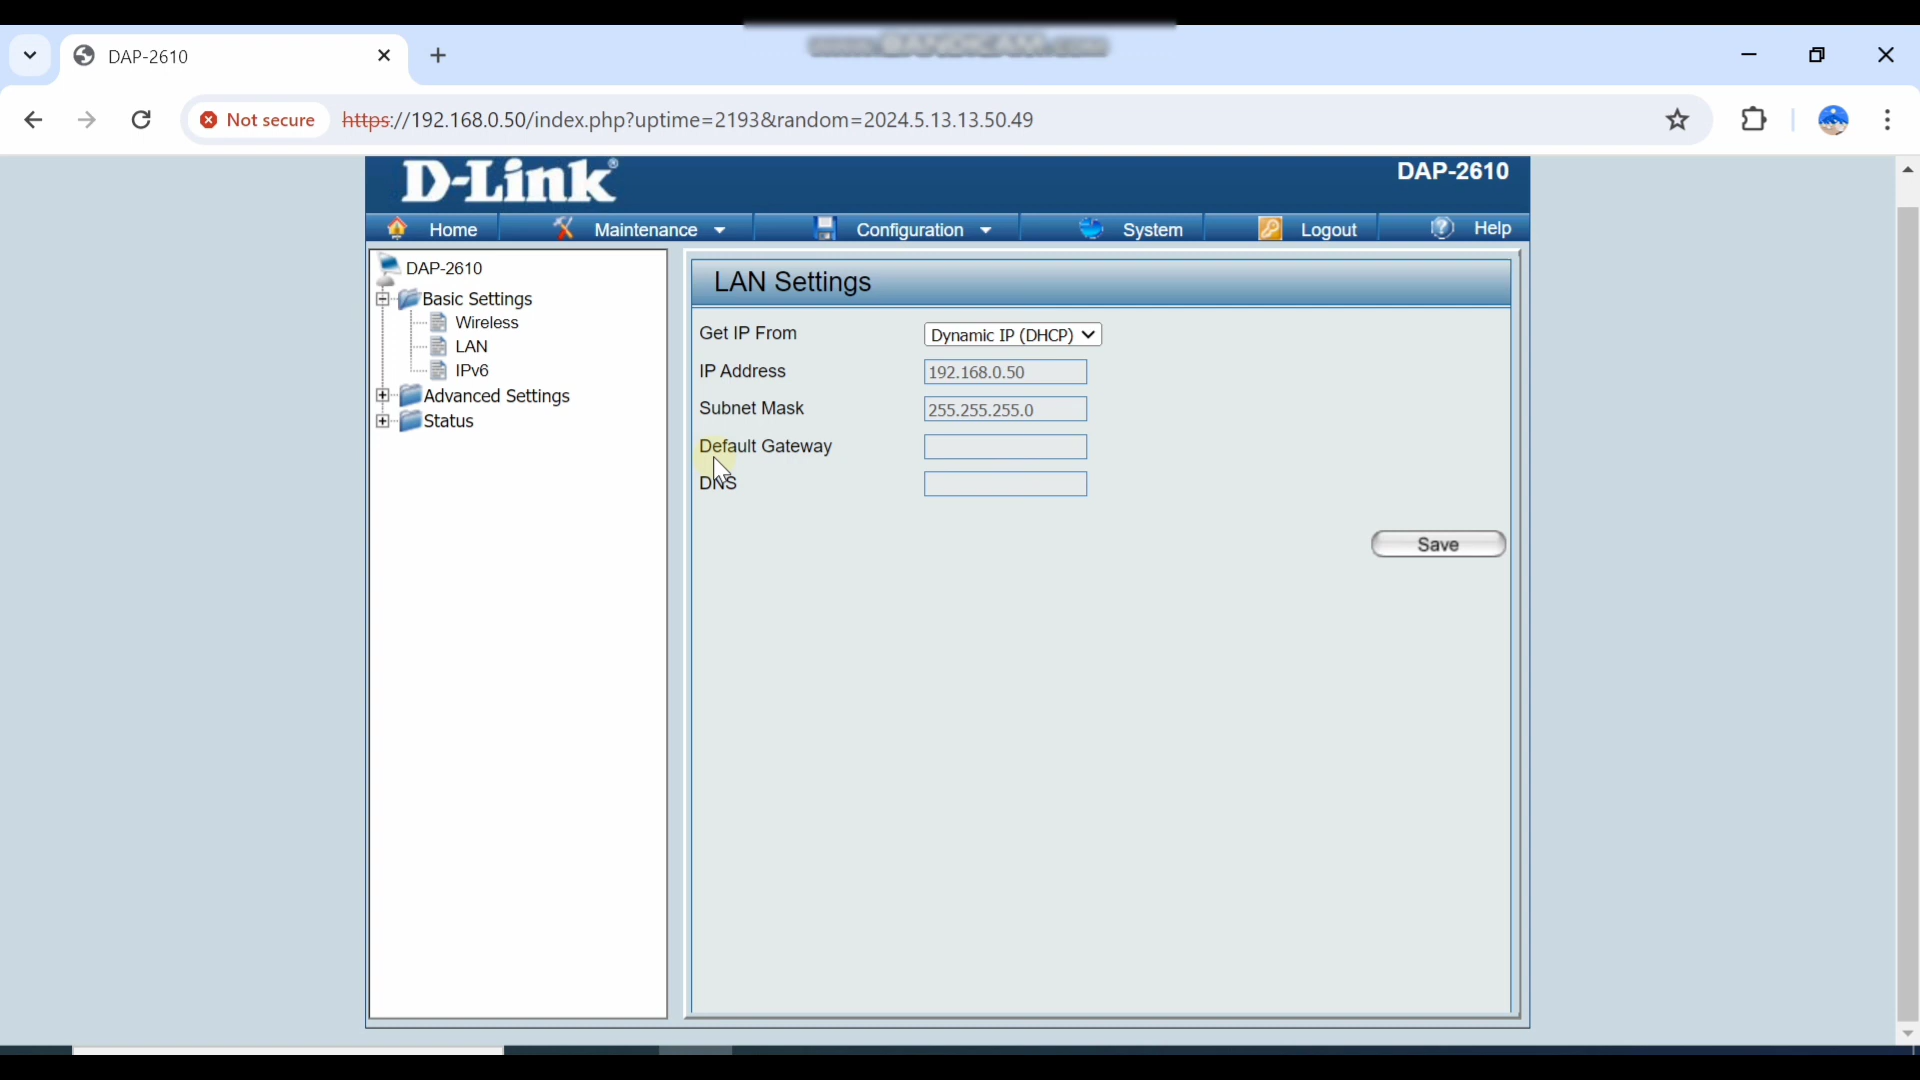 DAP-2610
Not secure
https://192.168.0.50/index.php?uptime=2193&random=2024.5.13.13.50.49
D-Link®
DAP-2610
Home
Maintenance
Configuration
System
Logout
Help
DAP-2610
Basic Settings
Wireless
LAN
IPv6
Advanced Settings
Status
LAN Settings
Get IP From Dynamic IP (DHCP)
IP Address 192.168.0.50
Subnet Mask 255.255.255.0
Default Gateway
DNS
Save